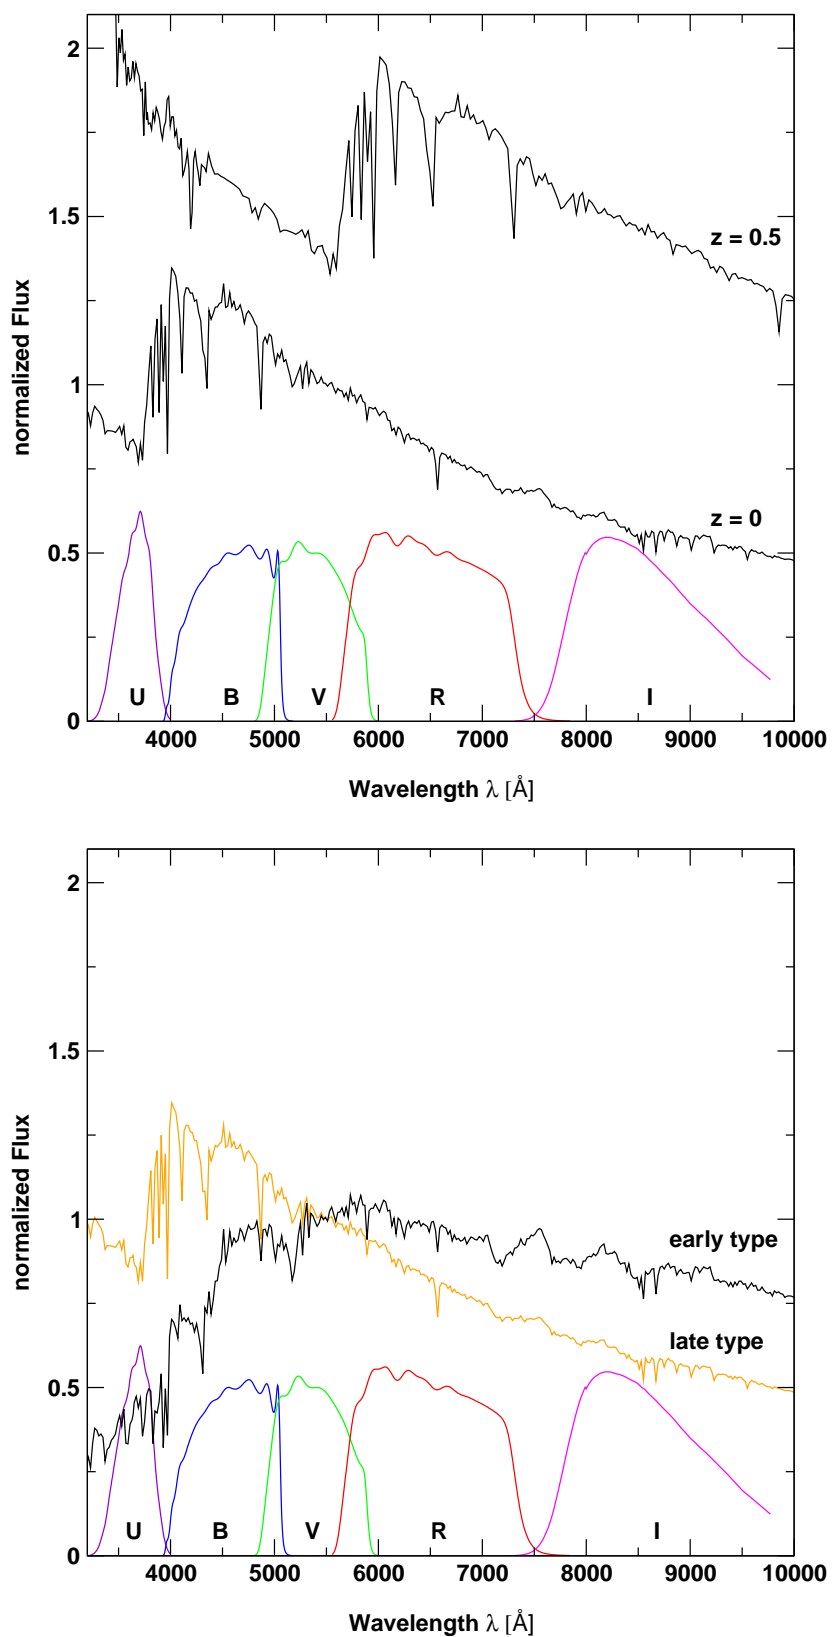 2
1.5
1
0.5
0
normalized Flux
z = 0.5
z = 0
U B V R I
4000 5000 6000 7000 8000 9000 10000
Wavelength λ [Å]
2
1.5
1
0.5
0
normalized Flux
early type
late type
U B V R I
4000 5000 6000 7000 8000 9000 10000
Wavelength λ [Å]